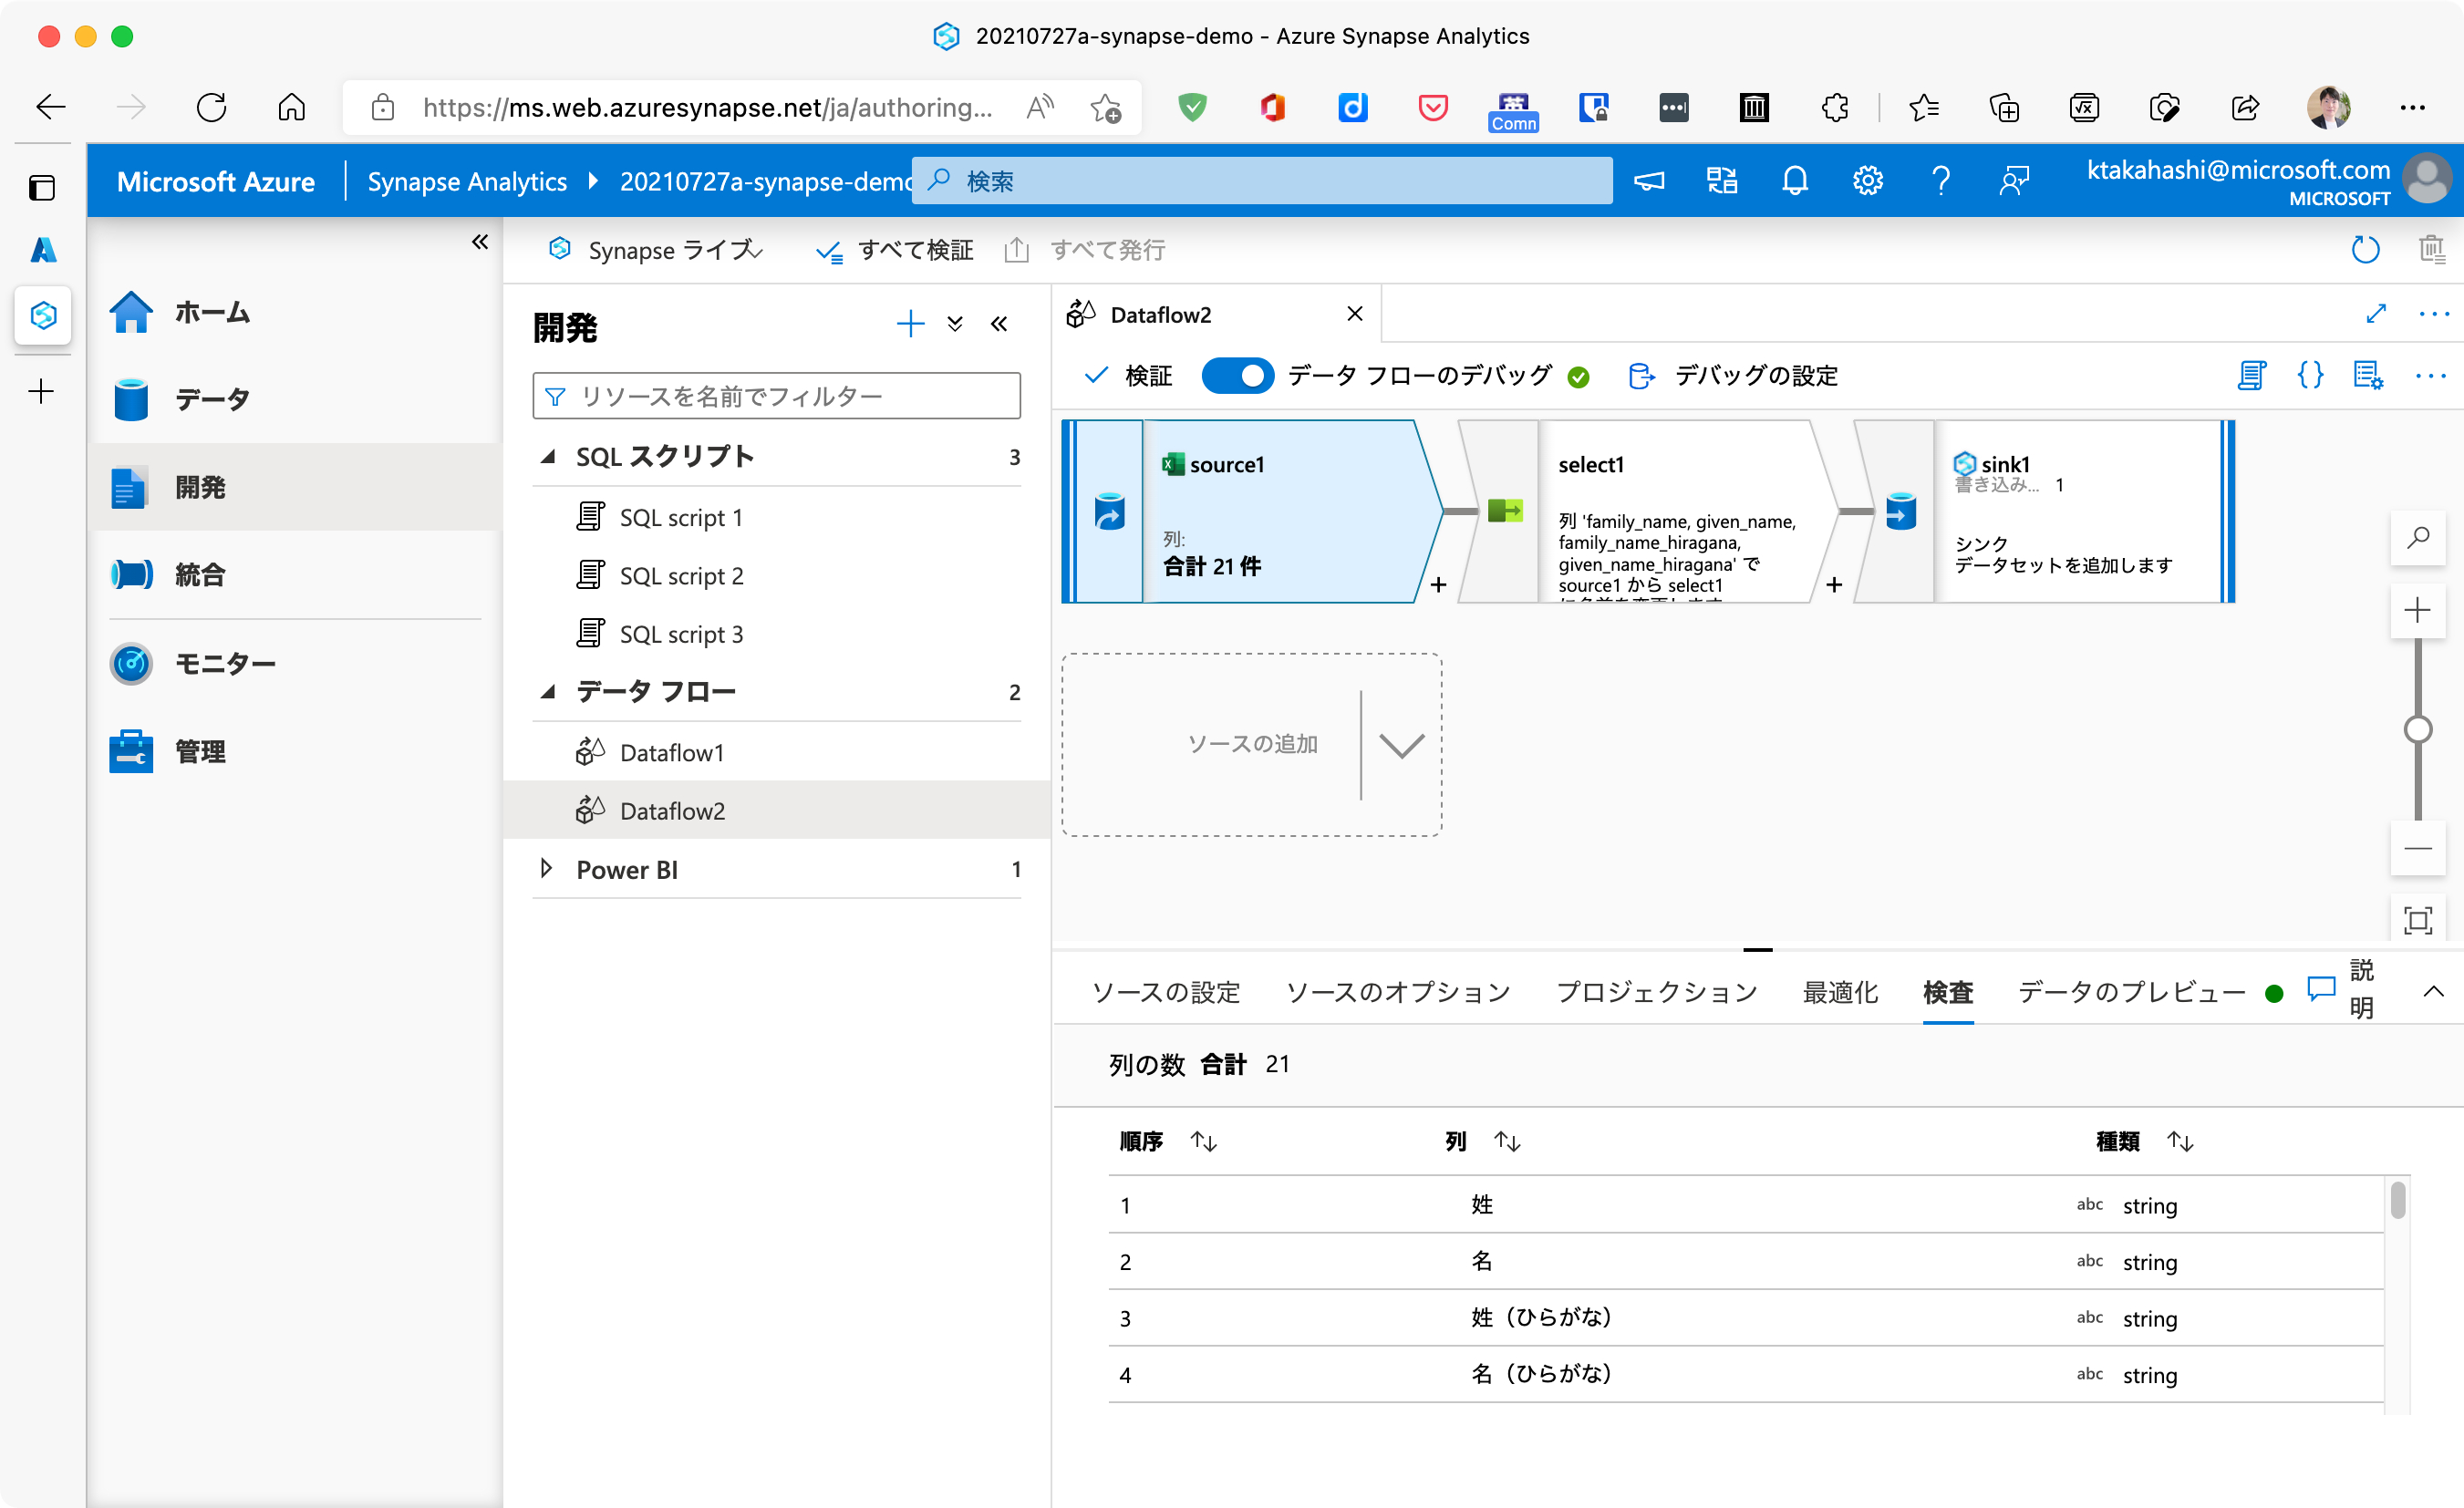 20210727a-synapse-demo - Azure Synapse Analytics
https://ms.web.azuresynapse.net/ja/authoring...
英
Comn
Microsoft Azure
Synapse Analytics
20210727a-synapse-demo
検索
ktakahashi@microsoft.com
MICROSOFT
Synapse ライブ
すべて検証
すべて発行
ホーム
データ
開発
統合
モニター
管理
開発
リソースを名前でフィルター
SQL スクリプト 3
SQL script 1
SQL script 2
SQL script 3
データ フロー 2
Dataflow1
Dataflow2
Power BI 1
Dataflow2
検証
データ フローのデバッグ
デバッグの設定
source1
列:
合計 21 件
select1
列 'family_name, given_name,
family_name_hiragana,
given_name_hiragana' で
source1 から select1
に名前を変更します
sink1
書き込み... 1
シンク
データセットを追加します
ソースの追加
ソースの設定
ソースのオプション
プロジェクション
最適化
検査
データのプレビュー
説明
列の数 合計 21
順序 列 種類
1 姓 abc string
2 名 abc string
3 姓（ひらがな） abc string
4 名（ひらがな） abc string